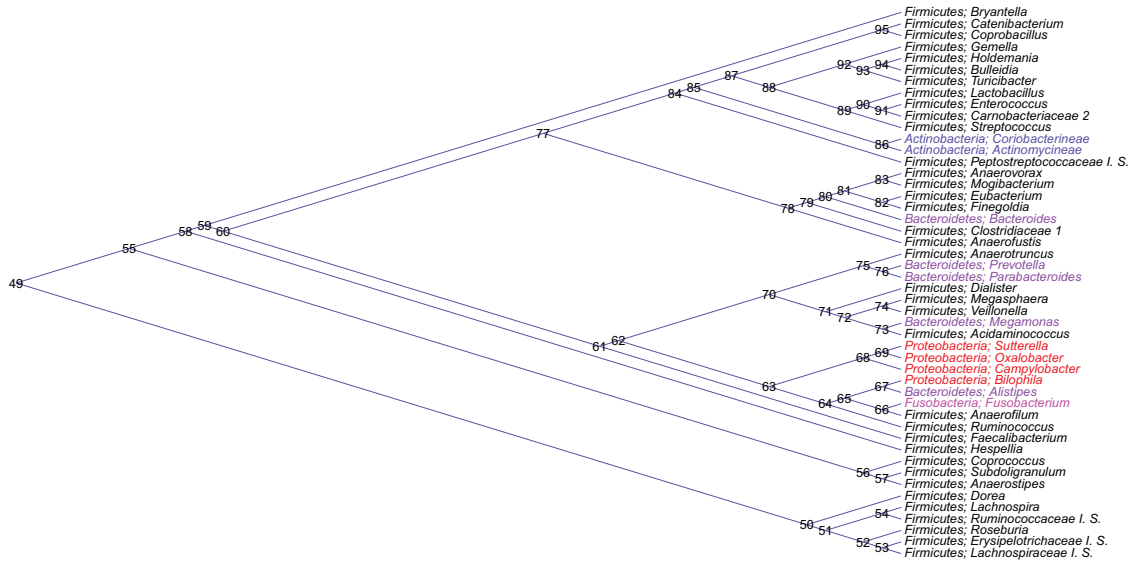 Firmicutes; Bryantella
Firmicutes; Catenibacterium
95
Firmicutes; Coprobacillus
Firmicutes; Gemella
92
Firmicutes; Holdemania
94
93
Firmicutes; Bulleidia
87
Firmicutes; Turicibacter
88
85
84
Firmicutes; Lactobacillus
90
Firmicutes; Enterococcus
89
91
Firmicutes; Carnobacteriaceae 2
Firmicutes; Streptococcus
77
Actinobacteria; Coriobacterineae
86
Actinobacteria; Actinomycineae
Firmicutes; Peptostreptococcaceae I. S.
Firmicutes; Anaerovorax
83
Firmicutes; Mogibacterium
81
Firmicutes; Eubacterium
80
82
79
Firmicutes; Finegoldia
78
Bacteroidetes; Bacteroides
59
58
60
Firmicutes; Clostridiaceae 1
Firmicutes; Anaerofustis
55
Firmicutes; Anaerotruncus
75
Bacteroidetes; Prevotella
76
Bacteroidetes; Parabacteroides
49
70
Firmicutes; Dialister
Firmicutes; Megasphaera
74
71
Firmicutes; Veillonella
72
Bacteroidetes; Megamonas
73
Firmicutes; Acidaminococcus
62
61
Proteobacteria; Sutterella
69
68
Proteobacteria; Oxalobacter
Proteobacteria; Campylobacter
63
Proteobacteria; Bilophila
67
Bacteroidetes; Alistipes
65
64
Fusobacteria; Fusobacterium
66
Firmicutes; Anaerofilum
Firmicutes; Ruminococcus
Firmicutes; Faecalibacterium
Firmicutes; Hespellia
Firmicutes; Coprococcus
56
Firmicutes; Subdoligranulum
57
Firmicutes; Anaerostipes
Firmicutes; Dorea
Firmicutes; Lachnospira
54
50
Firmicutes; Ruminococcaceae I. S.
51
Firmicutes; Roseburia
52
Firmicutes; Erysipelotrichaceae I. S.
53
Firmicutes; Lachnospiraceae I. S.